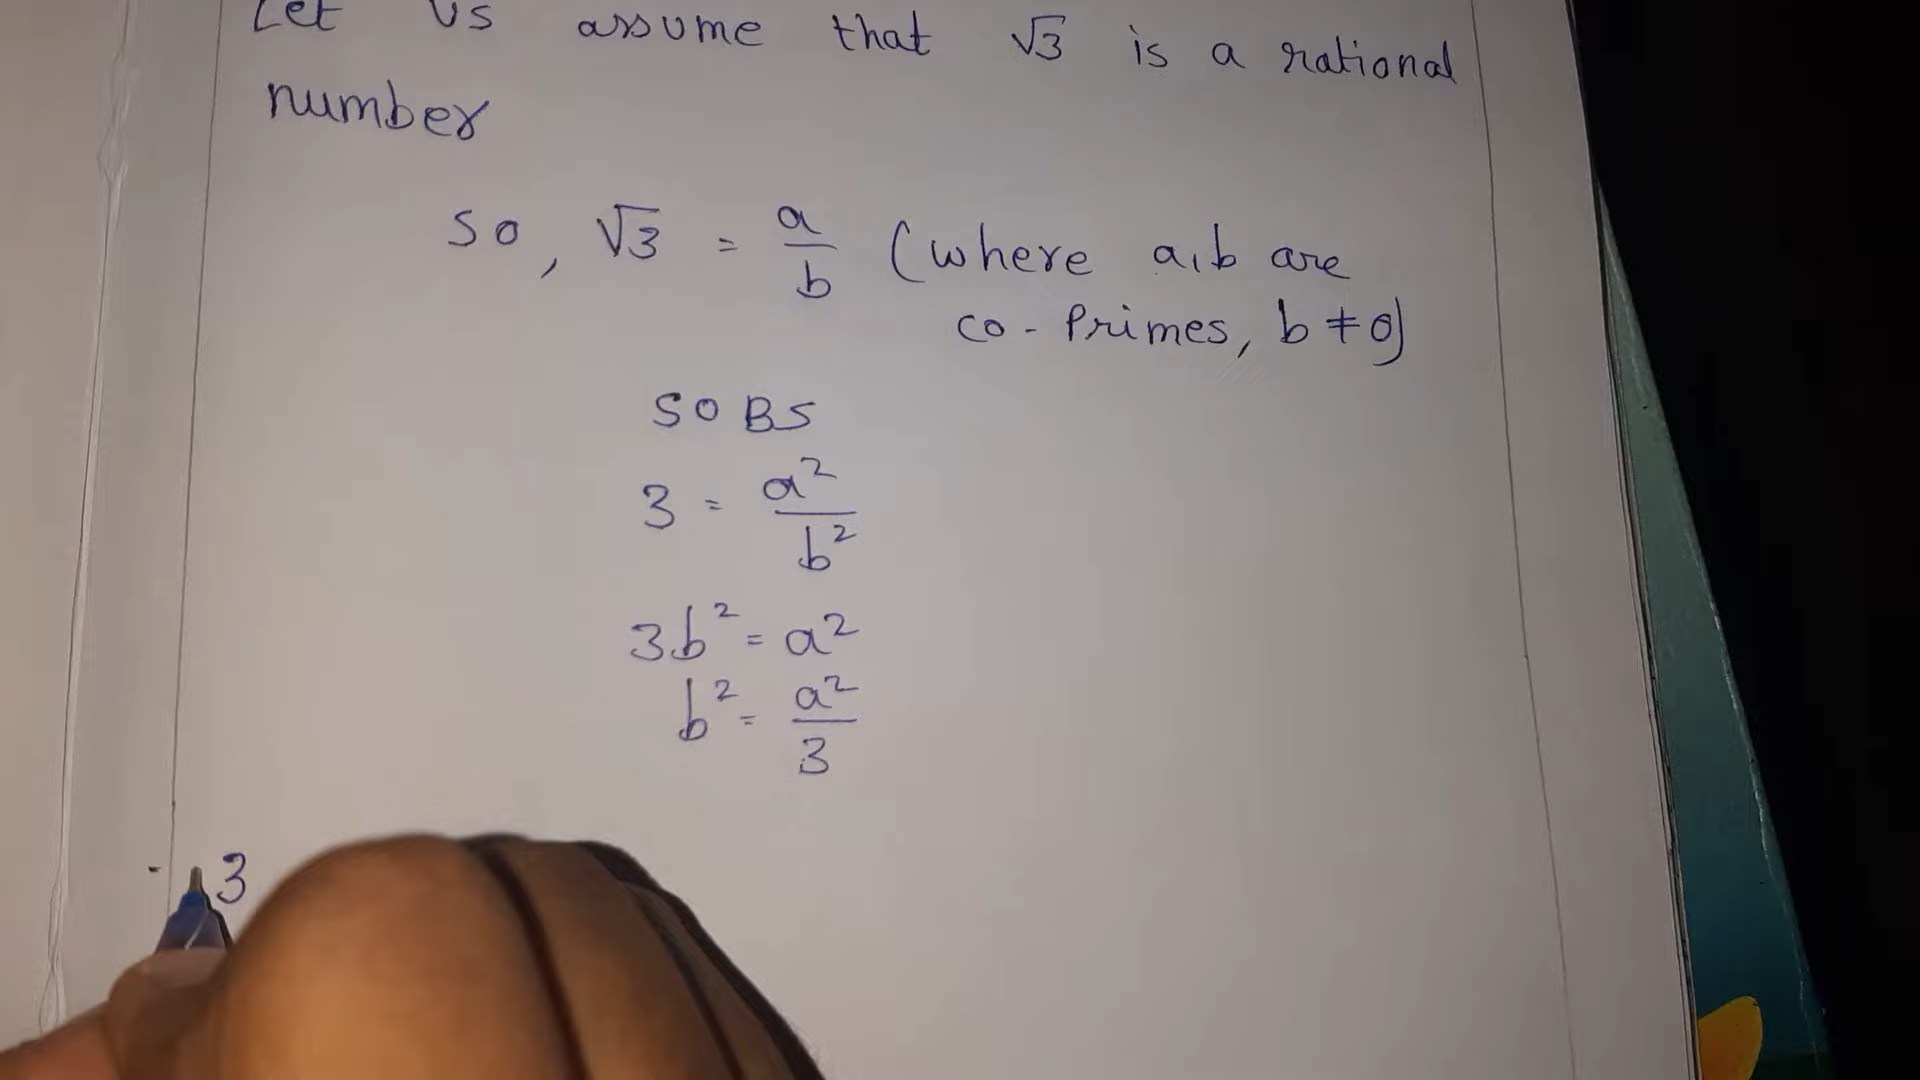 Let us assume that √3 is a rational
number
So, √3 = a/b (where a, b are
co-Primes, b ≠ 0)
SOBS
3 = a²/b²
3b² = a²
b² = a²/3
3